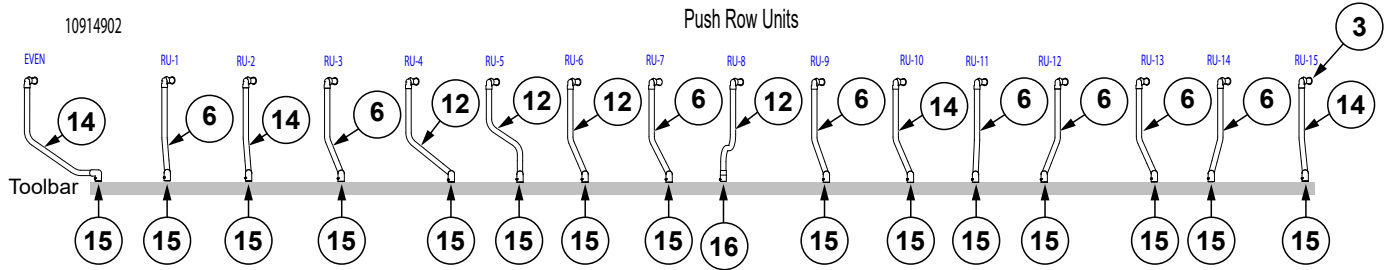 10914902
Push Row Units
3
EVEN RU-1 RU-2 RU-3 RU-4 RU-5 RU-6 RU-7 RU-8 RU-9 RU-10 RU-11 RU-12 RU-13 RU-14 RU-15
14 6 14 6 12 12 12 6 12 6 14 6 6 6 6 14
Toolbar
15 15 15 15 15 15 15 15 16 15 15 15 15 15 15 15